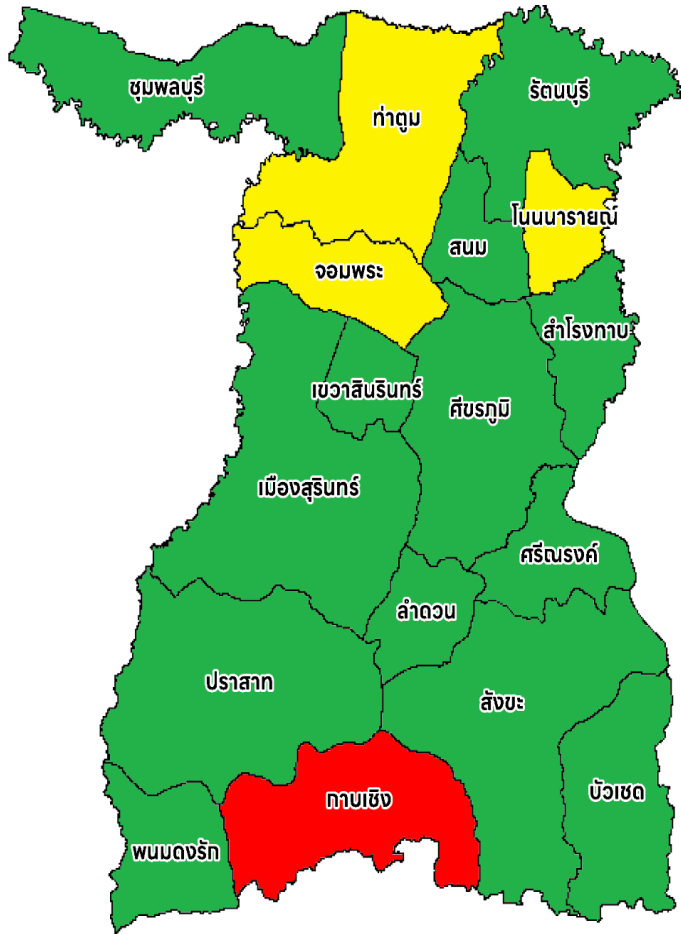 ชุมพลบุรี
รัตนบุรี
ท่าตูม
โนนนารายณ์
สนม
จอมพระ
สำโรงทาบ
เขวาสินรินทร์
ศีขรภูมิ
เมืองสุรินทร์
ศรีณรงค์
ลำดวน
ปราสาท
สังขะ
บัวเชด
กาบเชิง
พนมดงรัก